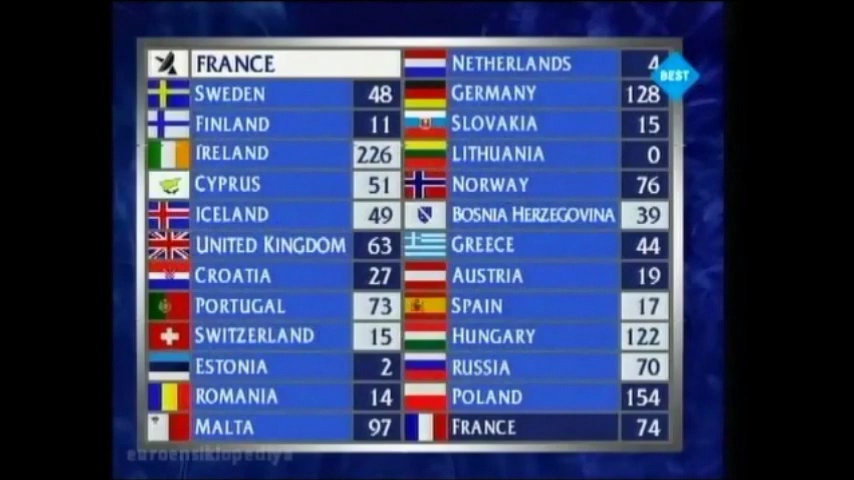 FRANCE
SWEDEN 48
FINLAND 11
IRELAND 226
CYPRUS 51
ICELAND 49
UNITED KINGDOM 63
CROATIA 27
PORTUGAL 73
SWITZERLAND 15
ESTONIA 2
ROMANIA 14
MALTA 97
NETHERLANDS 4
GERMANY 128
SLOVAKIA 15
LITHUANIA 0
NORWAY 76
BOSNIA HERZEGOVINA 39
GREECE 44
AUSTRIA 19
SPAIN 17
HUNGARY 122
RUSSIA 70
POLAND 154
FRANCE 74
BEST
euroensiklopediya